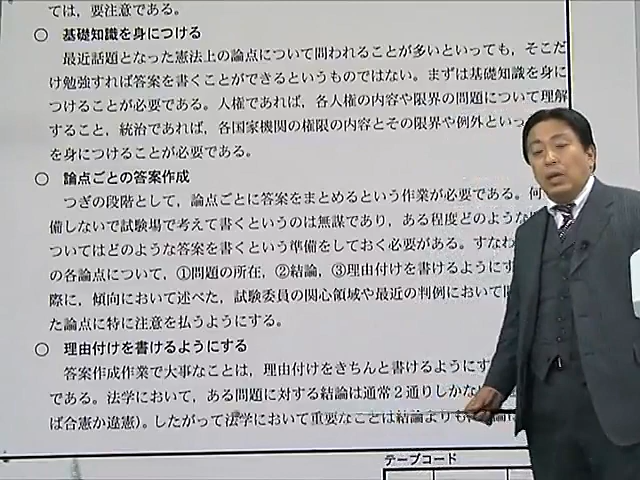 ては，要注意である。
○ 基礎知識を身につける
最近話題となった憲法上の論点について問われることが多いといっても，そこだ
け勉強すれば答案を書くことができるというものではない。まずは基礎知識を身に
つけることが必要である。人権であれば，各人権の内容や限界の問題について理解
すること，統治であれば，各国家機関の権限の内容とその限界や例外といっ
を身につけることが必要である。
○ 論点ごとの答案作成
つぎの段階として，論点ごとに答案をまとめるという作業が必要である。何
備しないで試験場で考えて書くというのは無謀であり，ある程度どのような
ついてはどのような答案を書くという準備をしておく必要がある。すなわ
の各論点について，①問題の所在，②結論，③理由付けを書けるようにす
際に，傾向において述べた，試験委員の関心領域や最近の判例において
た論点に特に注意を払うようにする。
○ 理由付けを書けるようにする
答案作成作業で大事なことは，理由付けをきちんと書けるようにす
である。法学において，ある問題に対する結論は通常２通りしかな
ば合憲か違憲）。したがって法学において重要なことは結論よりも
テープコード